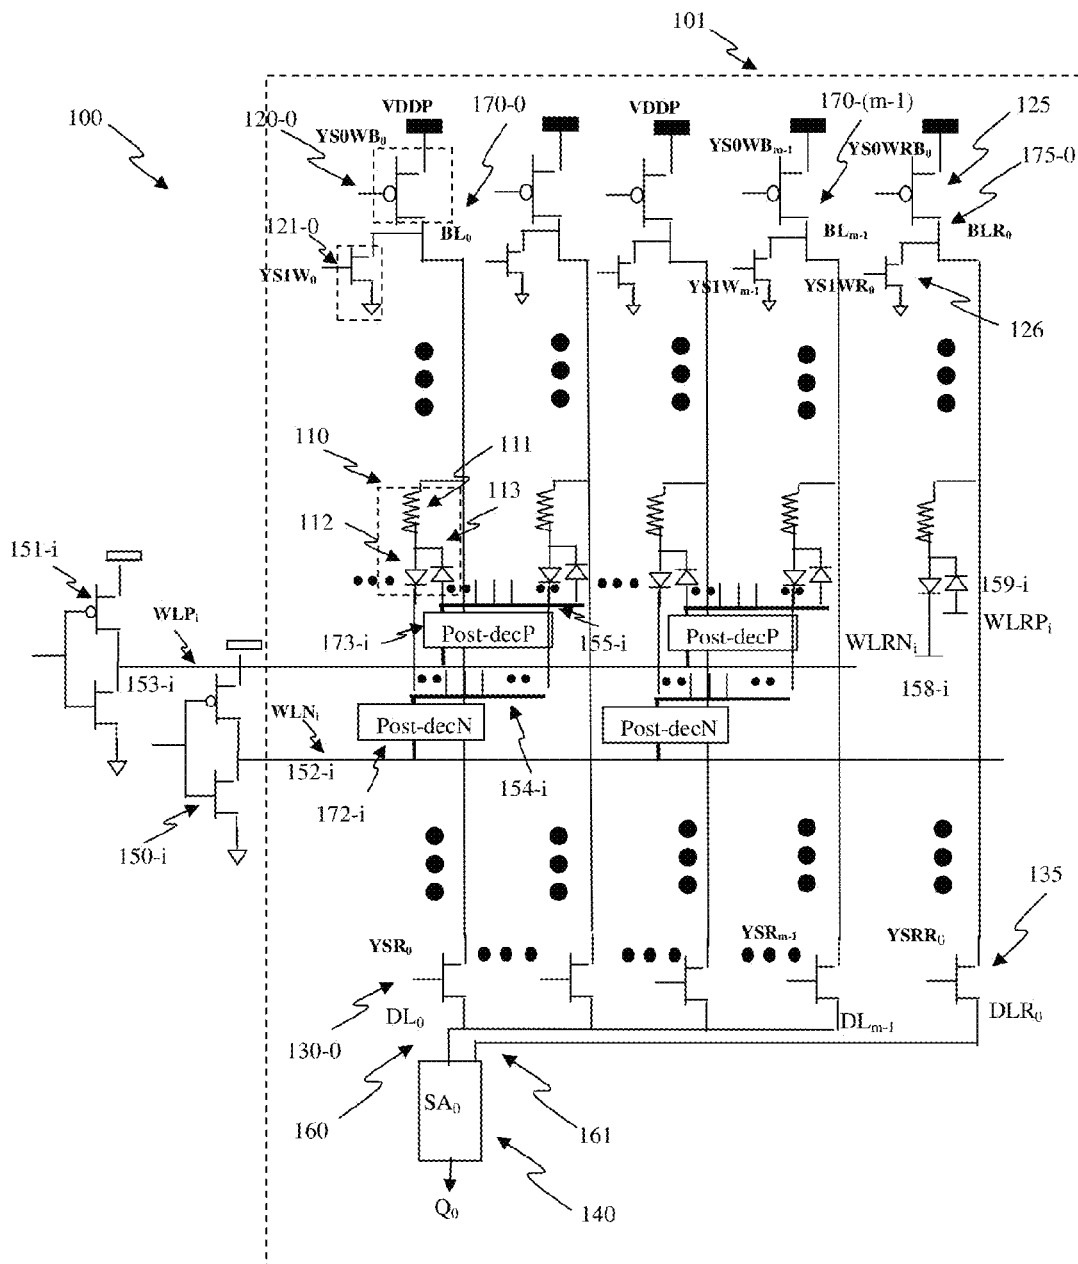 101
100
VDDP
170-0
VDDP
170-(m-1)
125
120-0
YS0WB₀
YS0WBₘ₋₁
YS0WRB₀
175-0
121-0
BL₀
BLₘ₋₁
BLR₀
YS1W₀
YS1Wₘ₋₁
YS1WR₀
126
110
111
113
112
151-i
WLPᵢ
159-i
WLRPᵢ
173-i
Post-decP
155-i
Post-decP
WLRNᵢ
153-i
158-i
WLNᵢ
Post-decN
Post-decN
152-i
154-i
172-i
150-i
135
YSR₀
YSRₘ₋₁
YSRR₀
DL₀
DLₘ₋₁
DLR₀
130-0
SA₀
160
161
Q₀
140